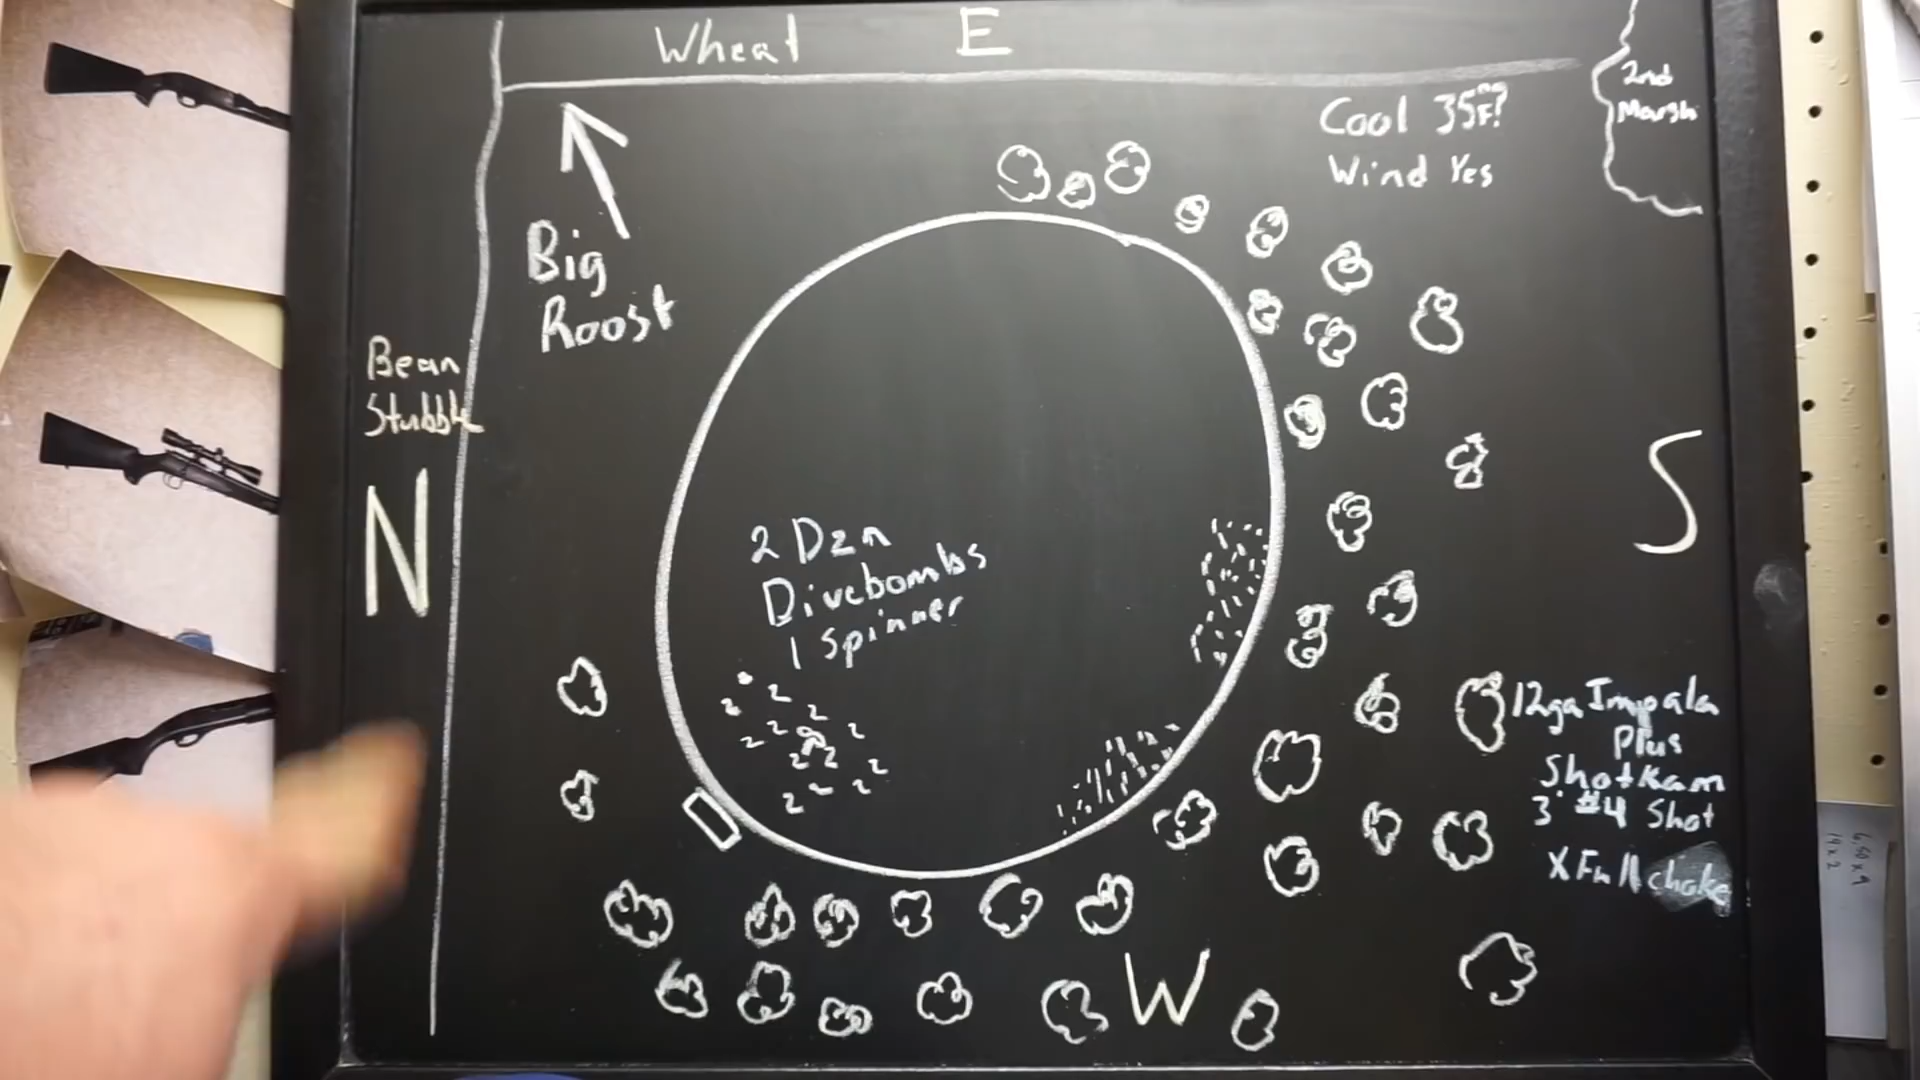 Wheat
E
2nd
Marsh
Cool 35F?
Wind Yes
Big
Roost
Bean
Stubble
N
S
2 Dzn
Divebombs
1 Spinner
12ga Impala
Plus
Shotkam
3" #4 Shot
X Full choke
W